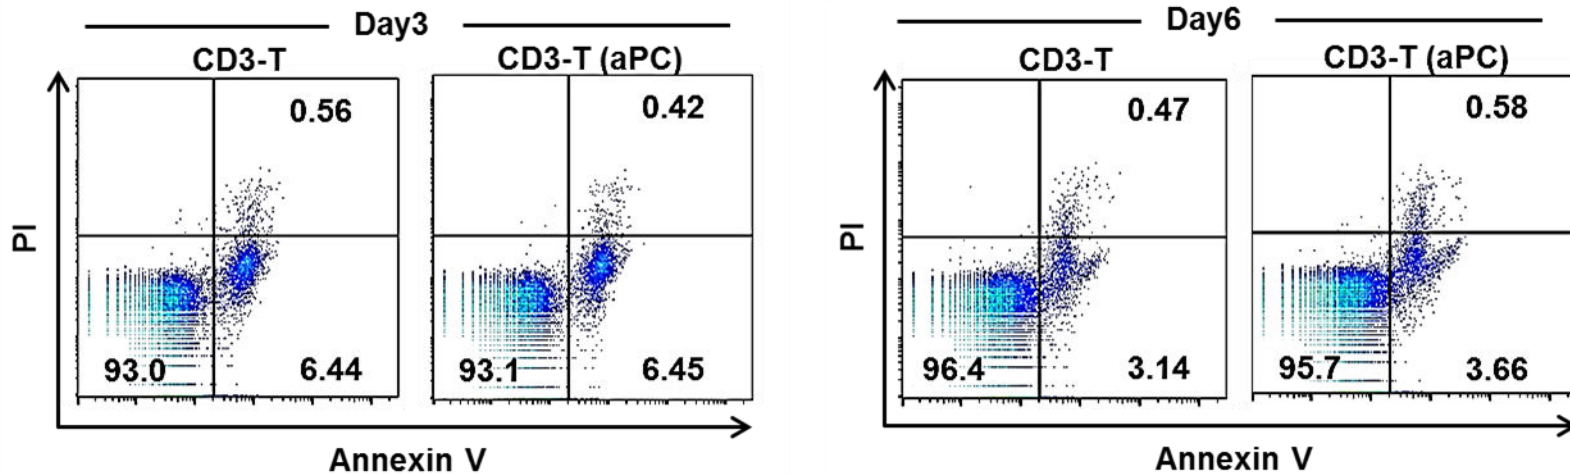 Day3
Day6
CD3-T
CD3-T (aPC)
CD3-T
CD3-T (aPC)
0.56
0.42
0.47
0.58
PI
PI
93.0
6.44
93.1
6.45
96.4
3.14
95.7
3.66
Annexin V
Annexin V